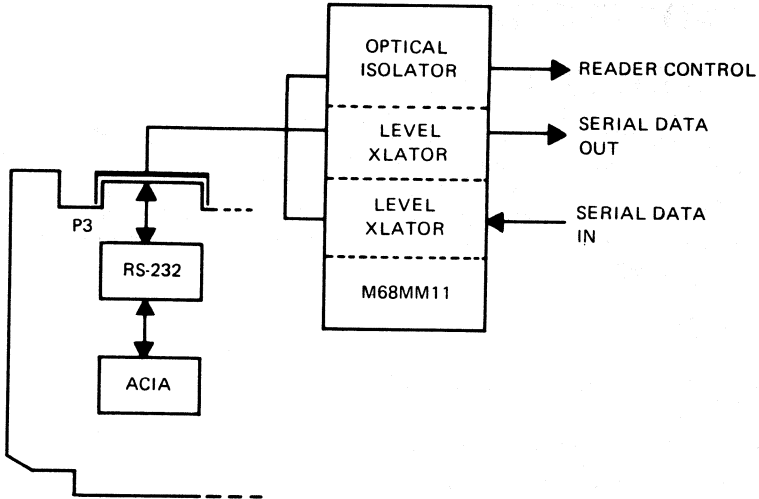 OPTICAL
ISOLATOR
READER CONTROL
LEVEL
XLATOR
SERIAL DATA
OUT
LEVEL
XLATOR
SERIAL DATA
IN
M68MM11
P3
RS-232
ACIA